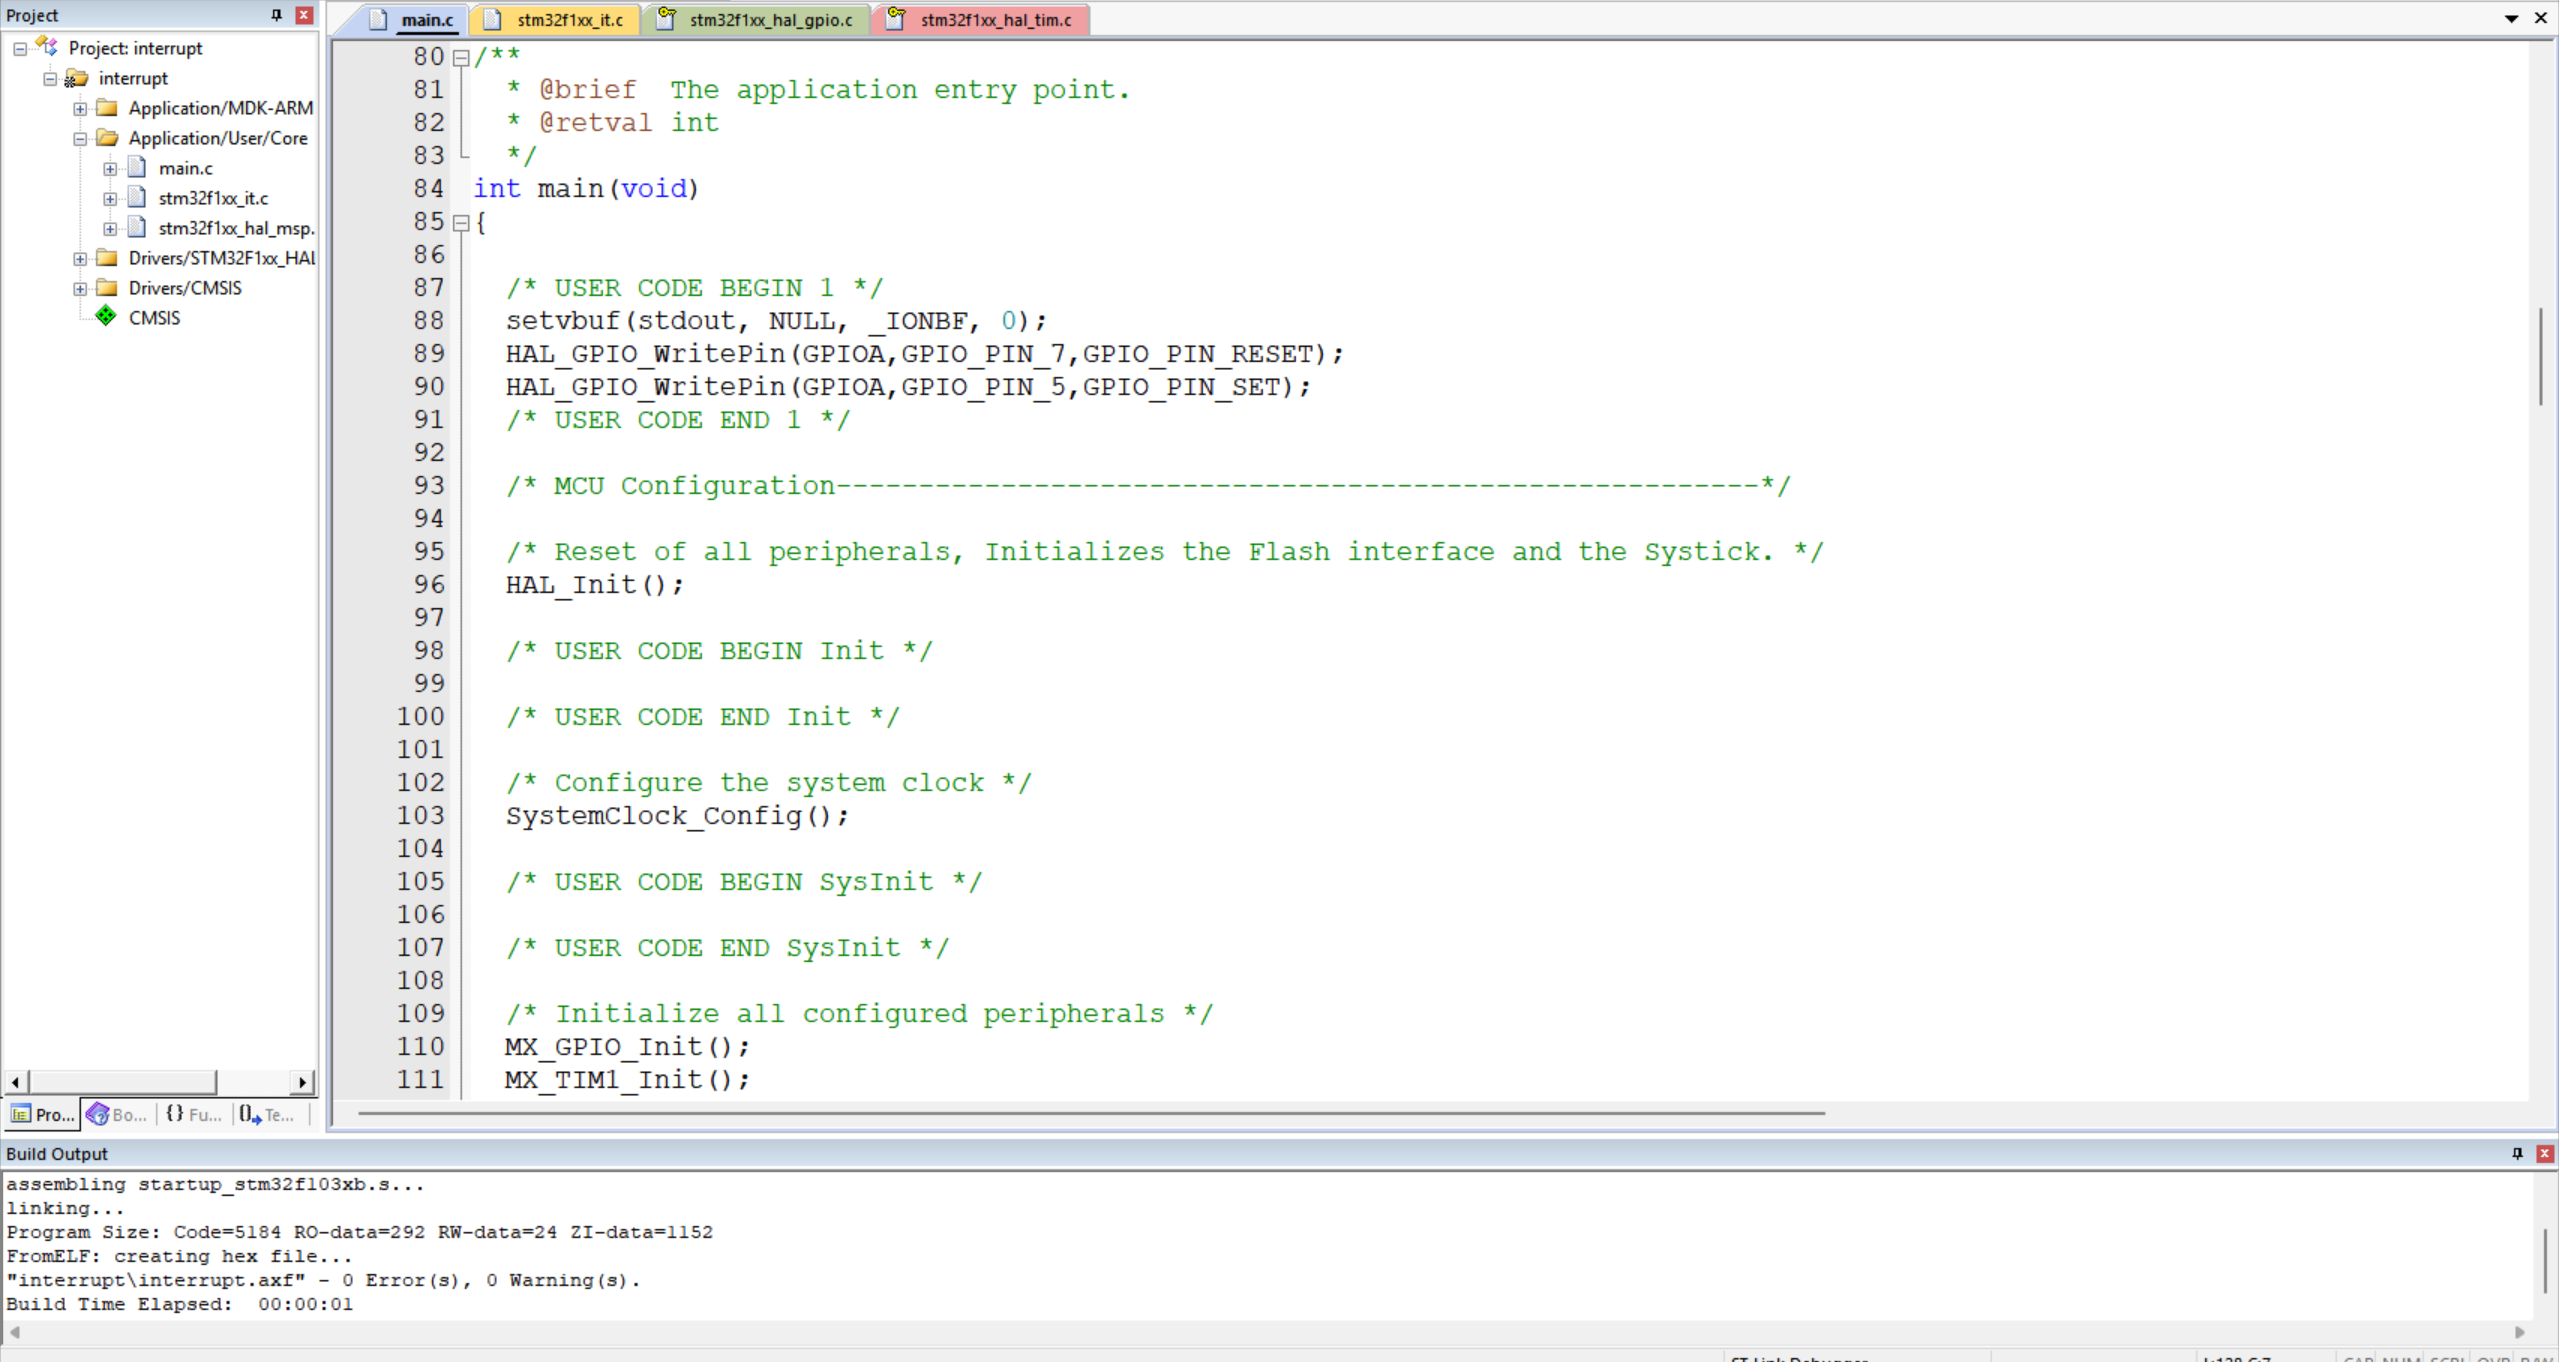 Project
Project: interrupt
interrupt
Application/MDK-ARM
Application/User/Core
main.c
stm32f1xx_it.c
stm32f1xx_hal_msp.
Drivers/STM32F1xx_HAL
Drivers/CMSIS
CMSIS
Pro...
Bo...
{} Fu...
Te...
main.c
stm32f1xx_it.c
stm32f1xx_hal_gpio.c
stm32f1xx_hal_tim.c
80 /**
81 * @brief  The application entry point.
82 * @retval int
83 */
84 int main(void)
85 {
86
87 /* USER CODE BEGIN 1 */
88 setvbuf(stdout, NULL, _IONBF, 0);
89 HAL_GPIO_WritePin(GPIOA,GPIO_PIN_7,GPIO_PIN_RESET);
90 HAL_GPIO_WritePin(GPIOA,GPIO_PIN_5,GPIO_PIN_SET);
91 /* USER CODE END 1 */
92
93 /* MCU Configuration--------------------------------------------------------*/
94
95 /* Reset of all peripherals, Initializes the Flash interface and the Systick. */
96 HAL_Init();
97
98 /* USER CODE BEGIN Init */
99
100 /* USER CODE END Init */
101
102 /* Configure the system clock */
103 SystemClock_Config();
104
105 /* USER CODE BEGIN SysInit */
106
107 /* USER CODE END SysInit */
108
109 /* Initialize all configured peripherals */
110 MX_GPIO_Init();
111 MX_TIM1_Init();
Build Output
assembling startup_stm32f103xb.s...
linking...
Program Size: Code=5184 RO-data=292 RW-data=24 ZI-data=1152
FromELF: creating hex file...
"interrupt\interrupt.axf" - 0 Error(s), 0 Warning(s).
Build Time Elapsed:  00:00:01